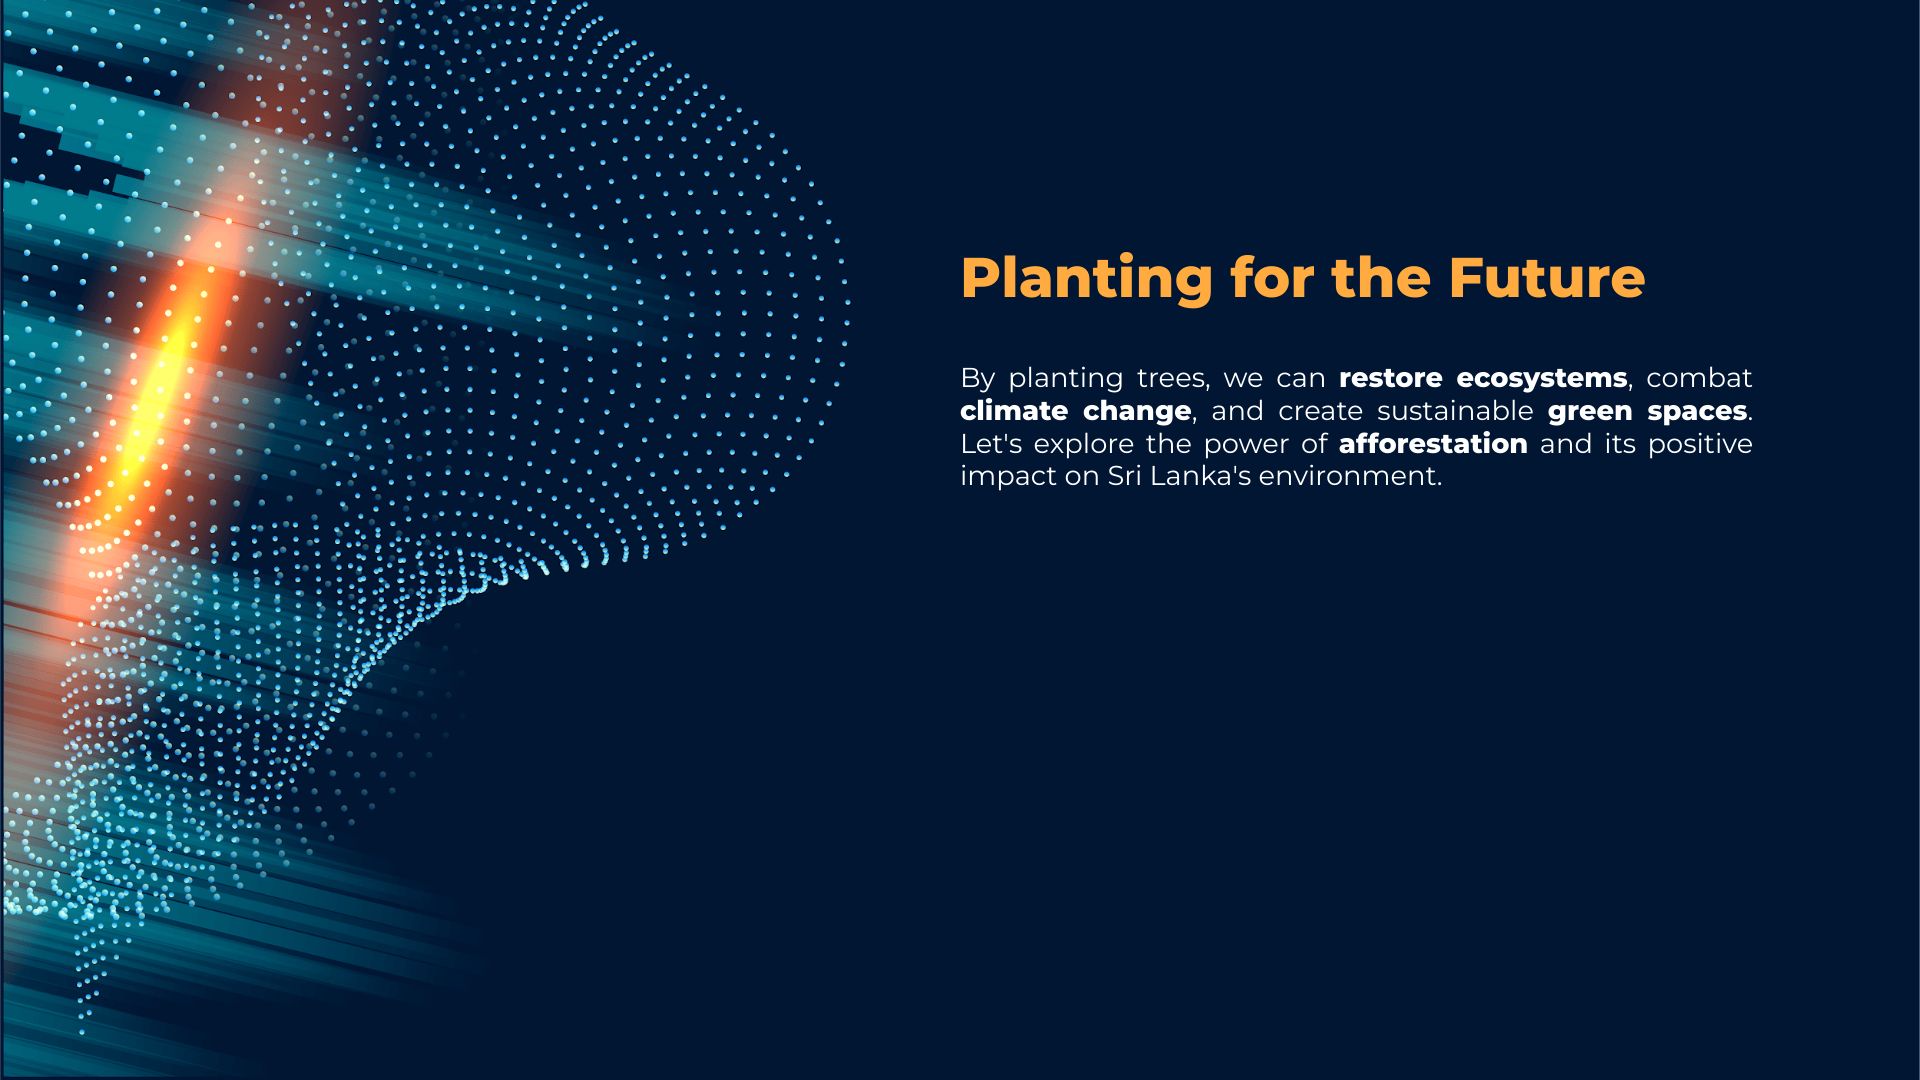 Planting for the Future
By planting trees, we can restore ecosystems, combat
climate change, and create sustainable green spaces.
Let's explore the power of afforestation and its positive
impact on Sri Lanka's environment.